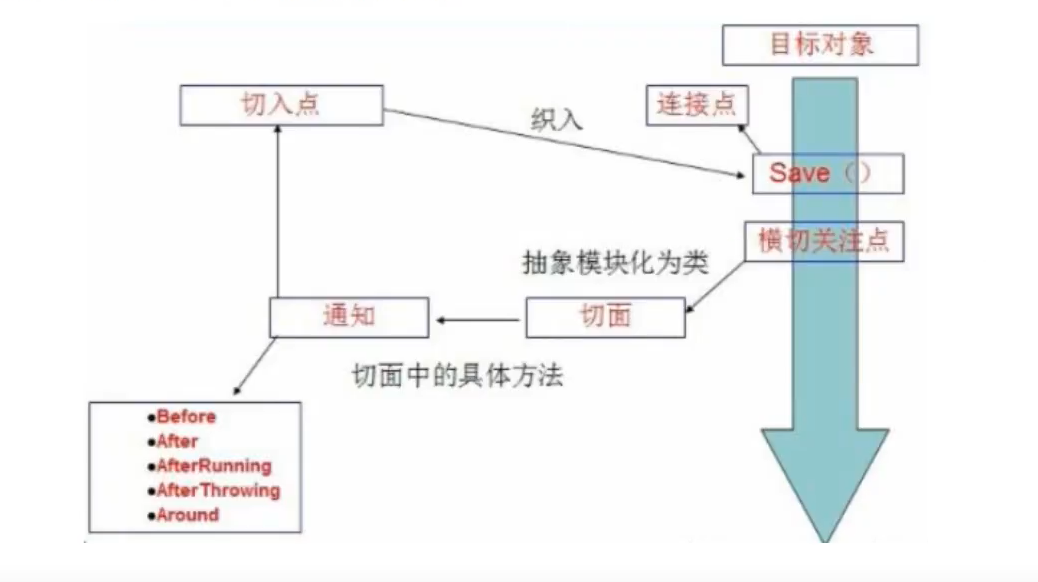 目标对象
切入点
连接点
织入
Save（）
横切关注点
抽象模块化为类
通知
切面
切面中的具体方法
●Before
●After
●AfterRunning
●AfterThrowing
●Around